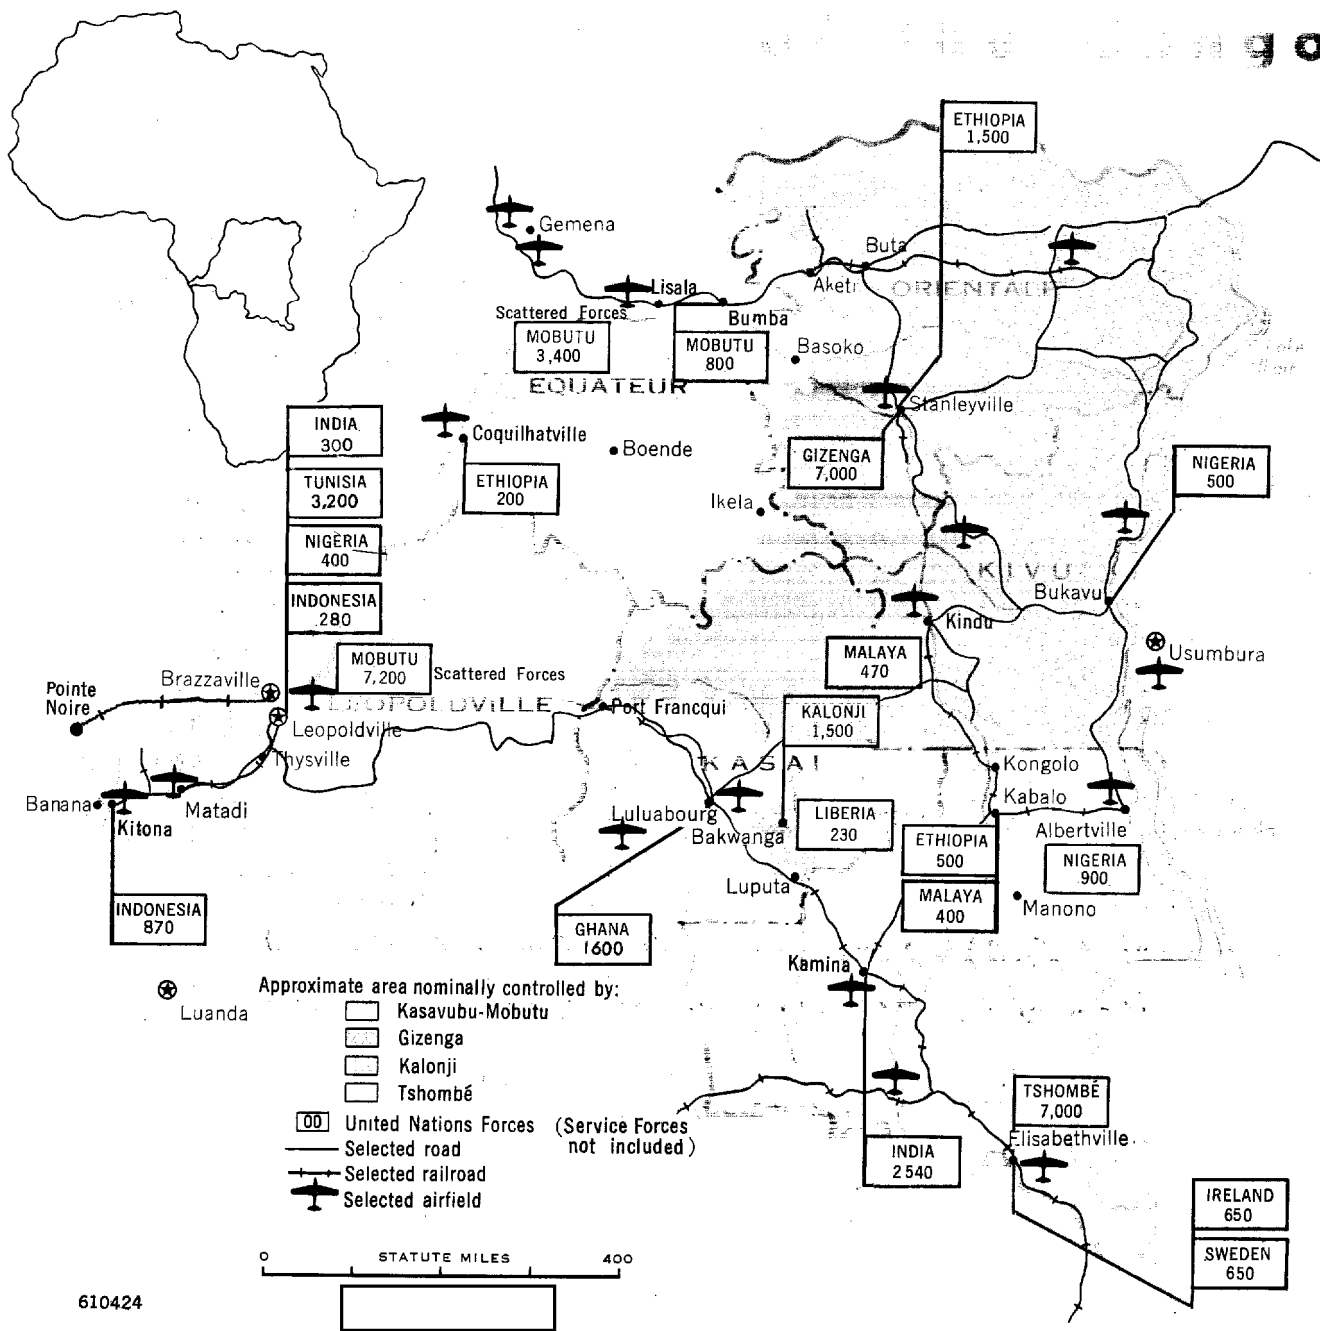 go
ETHIOPIA
1,500
Gemena
Buta
Lisala
Aketi
ORIENTALE
Scattered Forces
Bumba
MOBUTU
3,400
MOBUTU
800
Basoko
EQUATEUR
Stanleyville
INDIA
300
Coquilhatville
Boende
GIZENGA
7,000
NIGERIA
500
TUNISIA
3,200
ETHIOPIA
200
Ikela
NIGERIA
400
KIVU
INDONESIA
280
Bukavu
Kindu
MOBUTU
7,200
Scattered Forces
MALAYA
470
Usumbura
Brazzaville
Pointe
Noire
LEOPOLDVILLE
Port Francqui
KALONJI
1,500
Leopoldville
Thysville
KASAI
Kongolo
Banana
Matadi
Kabalo
Kitona
Luluabourg
Bakwanga
LIBERIA
230
Albertville
ETHIOPIA
500
NIGERIA
900
Luputa
MALAYA
400
Manono
INDONESIA
870
GHANA
1600
Kamina
Luanda
Approximate area nominally controlled by:
Kasavubu-Mobutu
Gizenga
Kalonji
Tshombé
00 United Nations Forces (Service Forces
not included)
Selected road
Selected railroad
Selected airfield
TSHOMBÉ
7,000
Elisabethville
INDIA
2540
IRELAND
650
SWEDEN
650
0 STATUTE MILES 400
610424